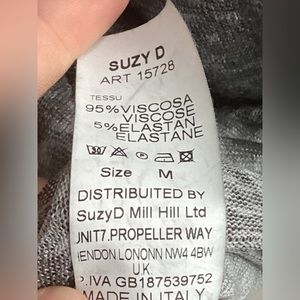 SUZY D
ART 15728
TESSU
95%VISCOSA
VISCOSE
5%ELASTAN
ELASTANE
Size M
DISTRIBUTED BY
SuzyD Mill Hill Ltd
UNIT7.PROPELLER WAY
HENDON LONONN NW4 4BW
UK
P.IVA GB187539752
MADE IN ITALY